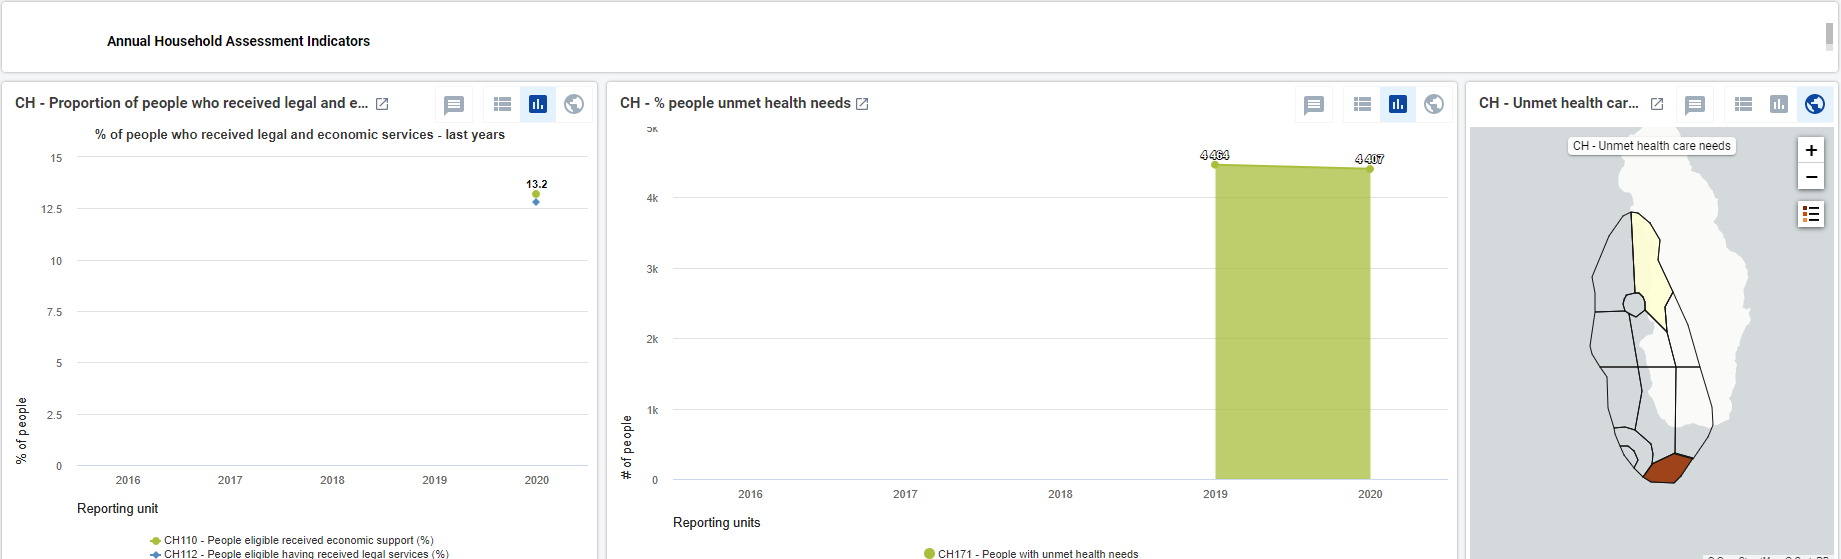 Annual Household Assessment Indicators
CH - Proportion of people who received legal and e...
% of people who received legal and economic services - last years
15
12.5
10
7.5
5
2.5
0
% of people
13.2
2016
2017
2018
2019
2020
Reporting unit
CH110 - People eligible received economic support (%)
CH112 - People eligible having received legal services (%)
CH - % people unmet health needs
5k
4k
3k
2k
1k
0
# of people
4 464
4 407
2016
2017
2018
2019
2020
Reporting units
CH171 - People with unmet health needs
CH - Unmet health car...
CH - Unmet health care needs
+
−